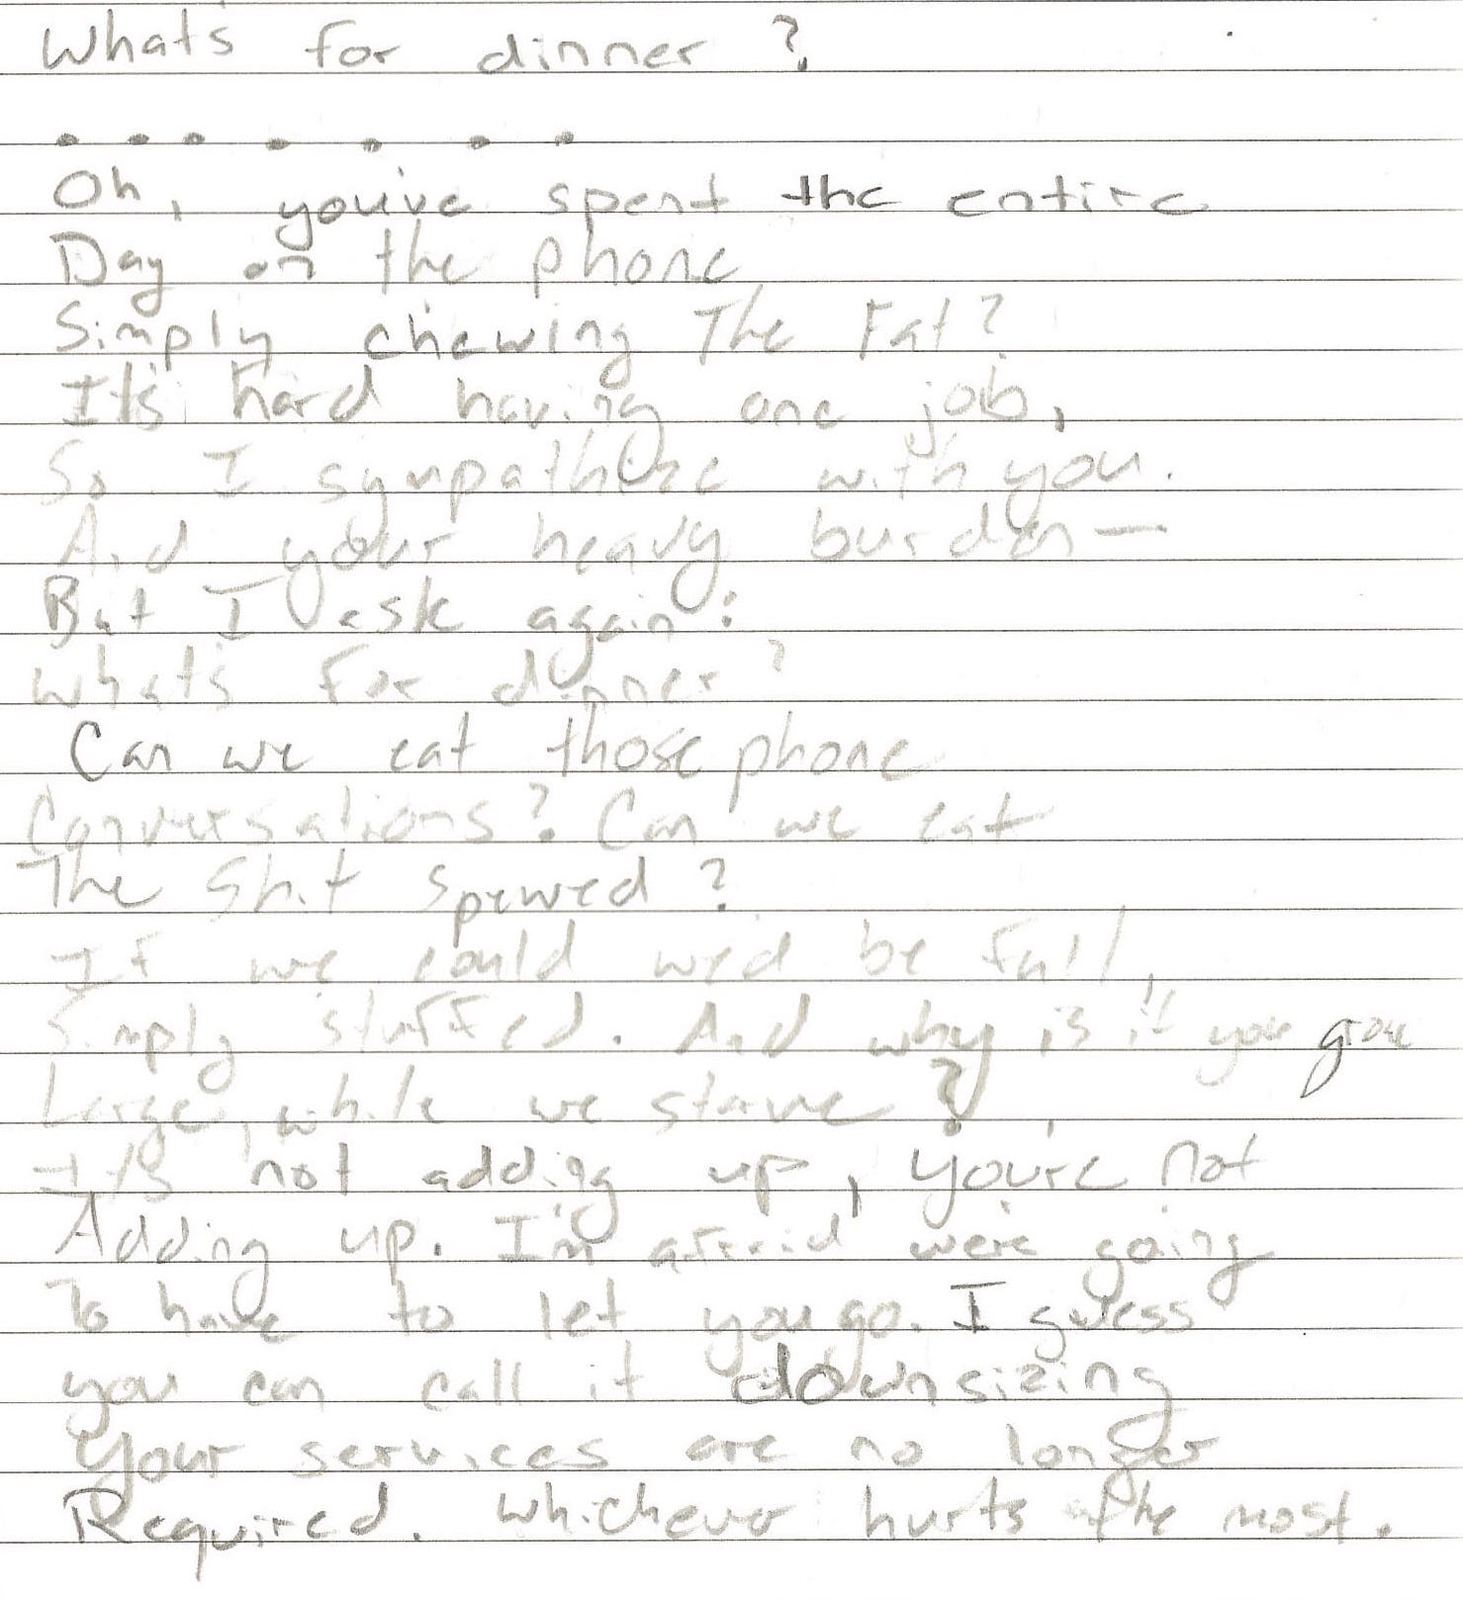 Whats for dinner?
. . . . . . .
Oh, you've spent the entire
Day on the phone
Simply chewing The Fat?
It's hard having one job,
So I sympathize with you.
And your heavy burden—
But I ask again:
What's for dinner?
Can we eat those phone
Conversations? Can we eat
The shit spewed?
If we could we'd be full,
Simply stuffed. And why is it you grow
Large, while we starve?
It's not adding up, you're not
Adding up. I'm afraid we're going
To have to let you go. I guess
you can call it downsizing
Your services are no longer
Required. Whichever hurts the most.